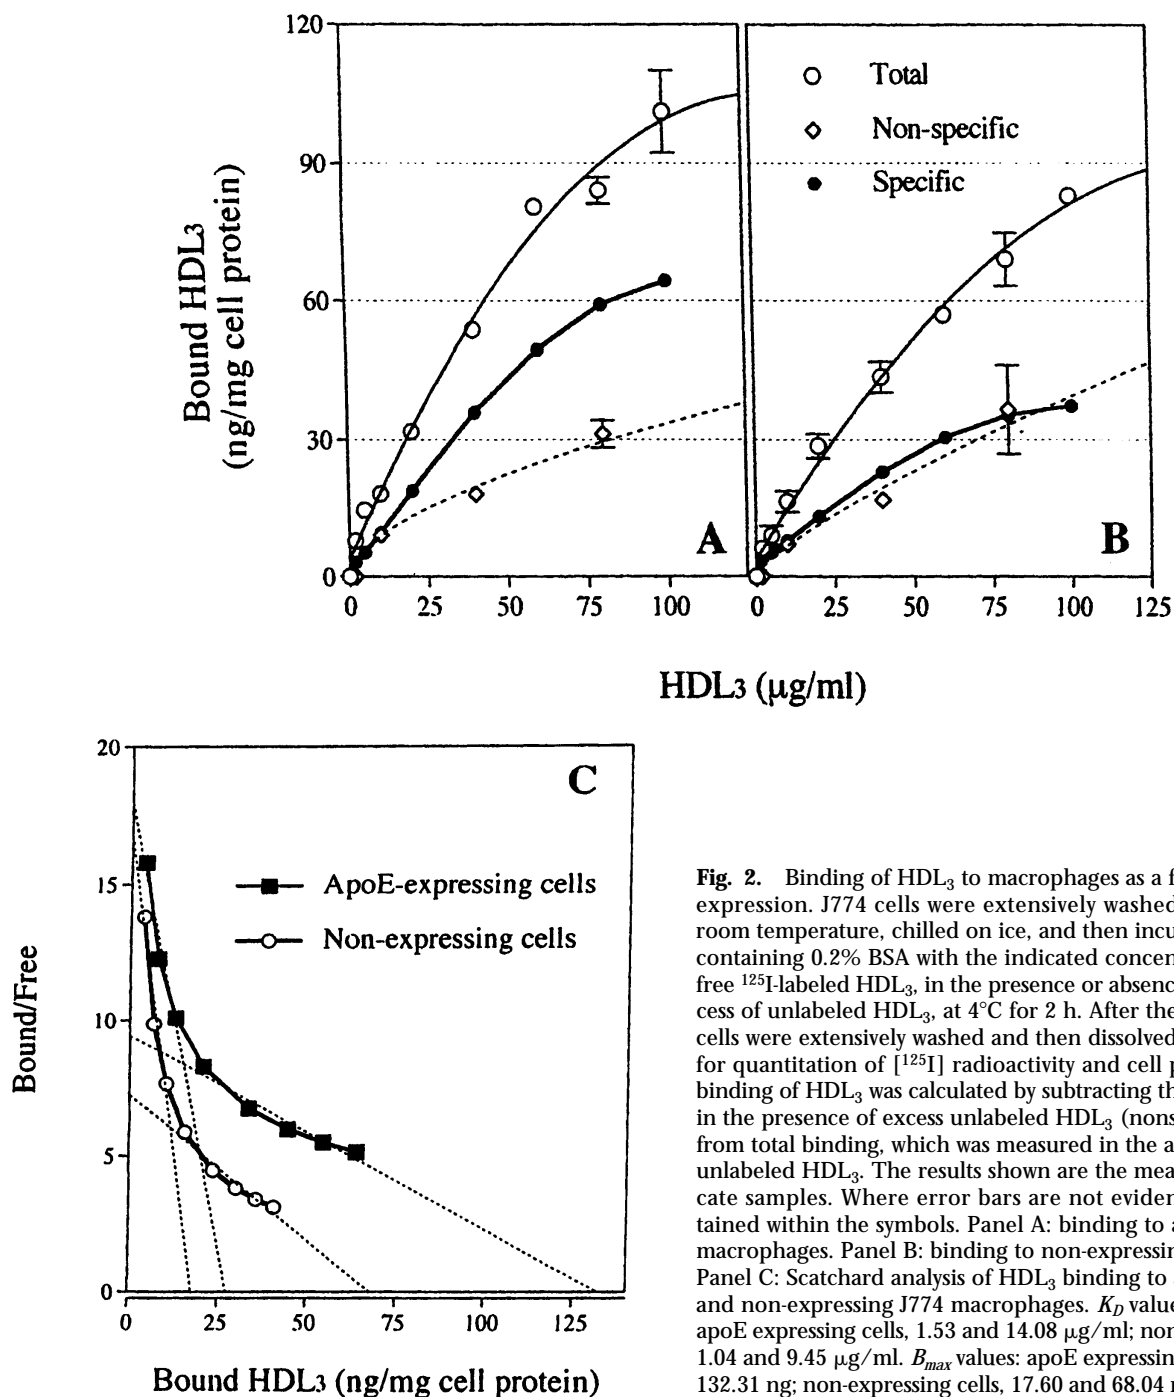 120
90
60
30
0
Bound HDL3
(ng/mg cell protein)
Total
Non-specific
Specific
A
B
0 25 50 75 100 0 25 50 75 100 125
HDL3 (μg/ml)
20
15
10
5
0
Bound/Free
C
ApoE-expressing cells
Non-expressing cells
0 25 50 75 100 125
Bound HDL3 (ng/mg cell protein)
Fig. 2. Binding of HDL3 to macrophages as a f
expression. J774 cells were extensively washed
room temperature, chilled on ice, and then incu
containing 0.2% BSA with the indicated concen
free 125I-labeled HDL3, in the presence or absenc
cess of unlabeled HDL3, at 4°C for 2 h. After the
cells were extensively washed and then dissolved
for quantitation of [125I] radioactivity and cell p
binding of HDL3 was calculated by subtracting th
in the presence of excess unlabeled HDL3 (nons
from total binding, which was measured in the a
unlabeled HDL3. The results shown are the mea
cate samples. Where error bars are not eviden
tained within the symbols. Panel A: binding to a
macrophages. Panel B: binding to non-expressin
Panel C: Scatchard analysis of HDL3 binding to
and non-expressing J774 macrophages. KD value
apoE expressing cells, 1.53 and 14.08 μg/ml; non
1.04 and 9.45 μg/ml. Bmax values: apoE expressin
132.31 ng; non-expressing cells, 17.60 and 68.04